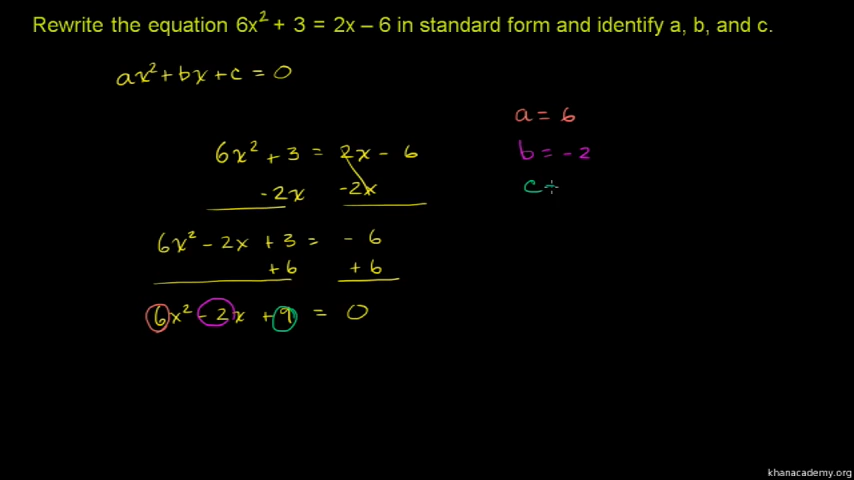 Rewrite the equation 6x² + 3 = 2x – 6 in standard form and identify a, b, and c.
ax² + bx + c = 0
a = 6
6x² + 3 = 2x - 6
b = -2
-2x -2x
c =
6x² - 2x + 3 = - 6
+6 +6
6x² - 2x + 9 = 0
khanacademy.org